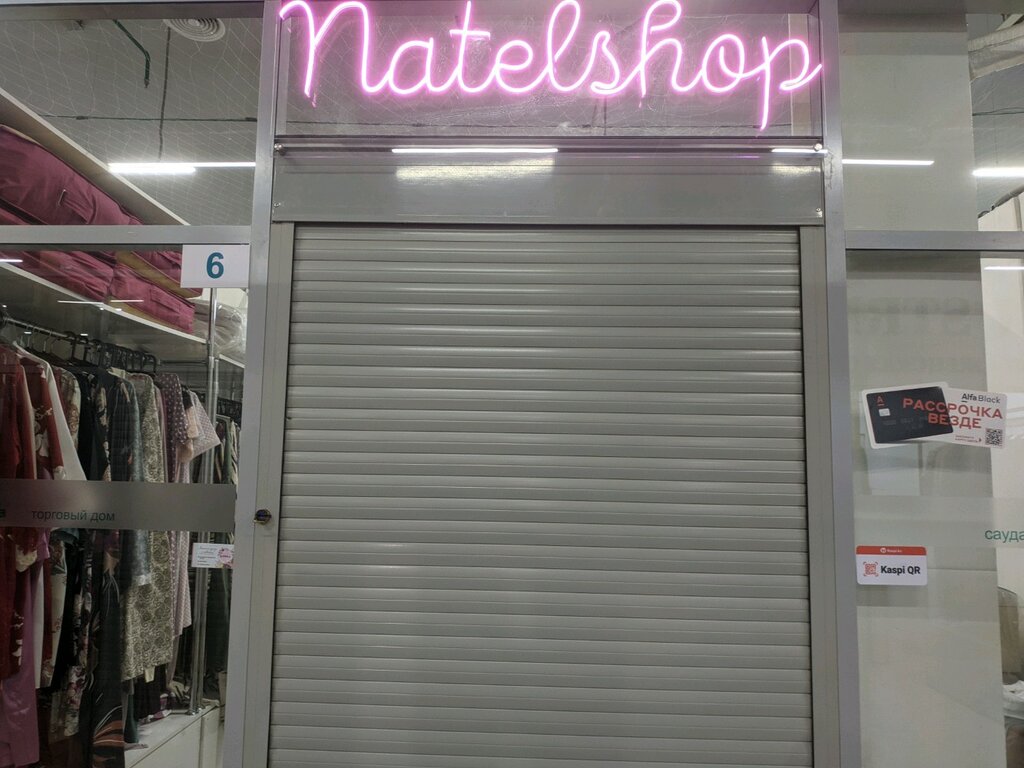 Natelshop
6
торговый дом
Alfa Black
РАССРОЧКА
ВЕЗДЕ
сауда
Kaspi QR